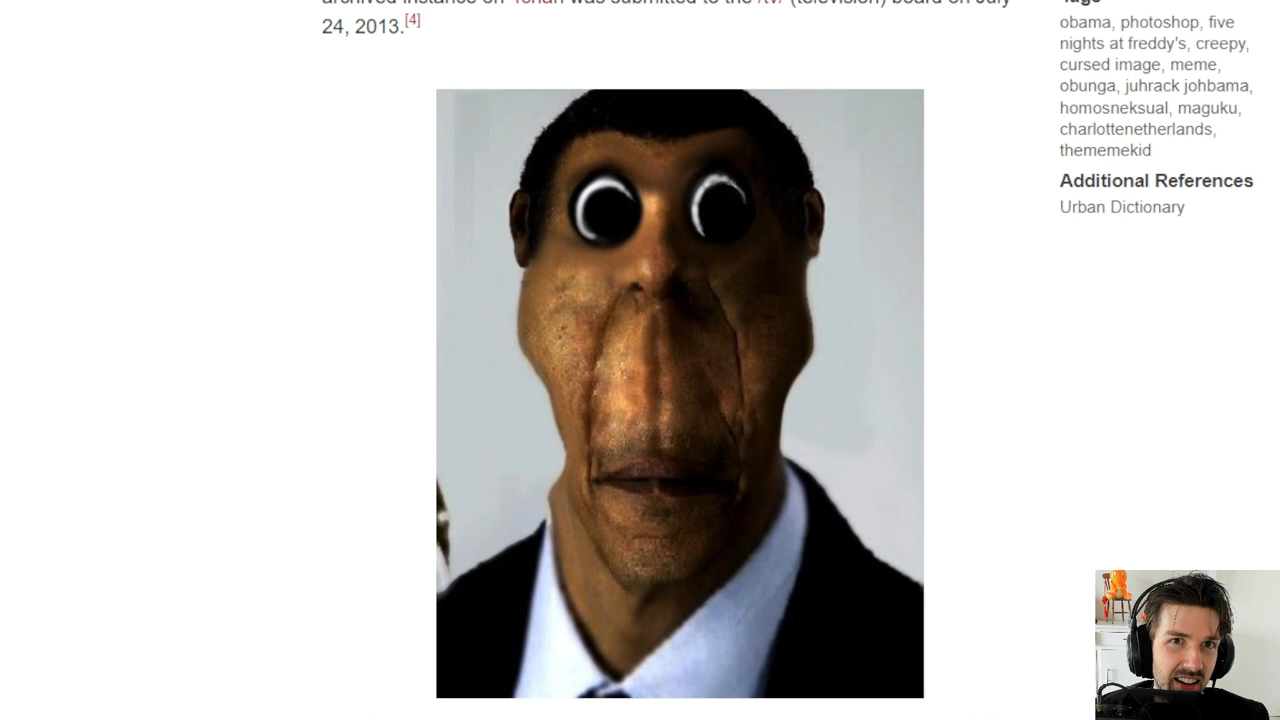 24, 2013.[4]
obama, photoshop, five
nights at freddy's, creepy,
cursed image, meme,
obunga, juhrack johbama,
homosneksual, maguku,
charlottenetherlands,
thememekid
Additional References
Urban Dictionary